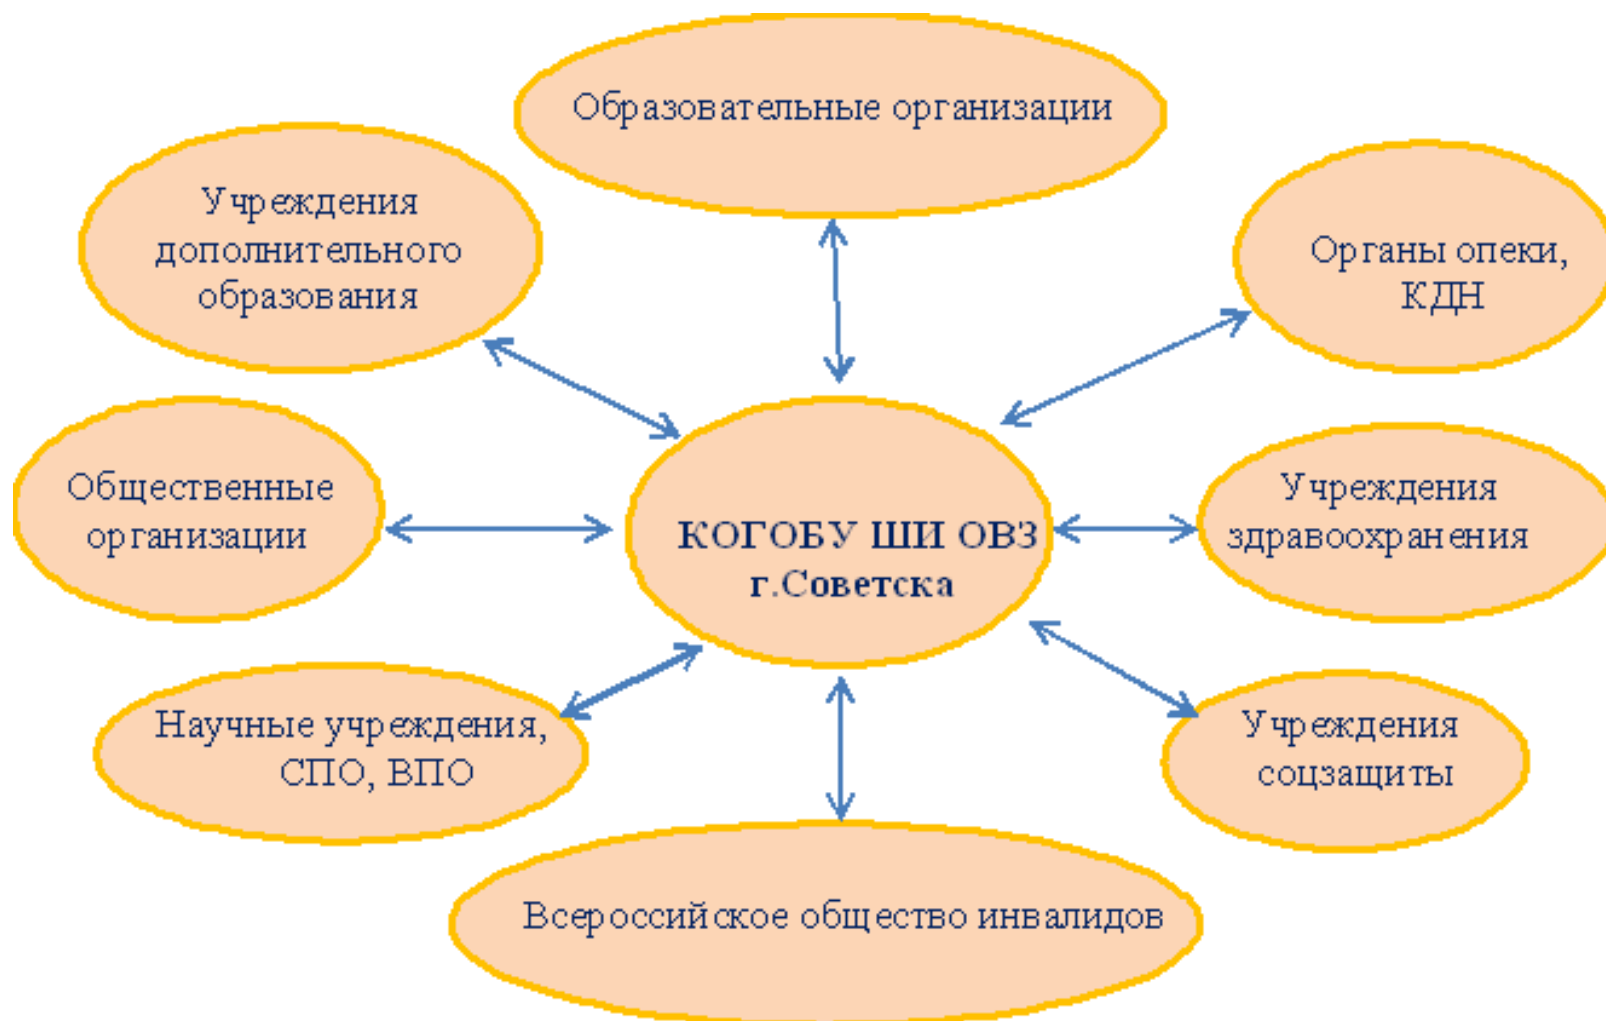 Образовательные организации
Учреждения
дополнительного
образования
Органы опеки,
КДН
Общественные
организации
КОГОБУ ШИ ОВЗ
г.Советска
Учреждения
здравоохранения
Научные учреждения,
СПО, ВПО
Учреждения
соцзащиты
Всероссийское общество инвалидов